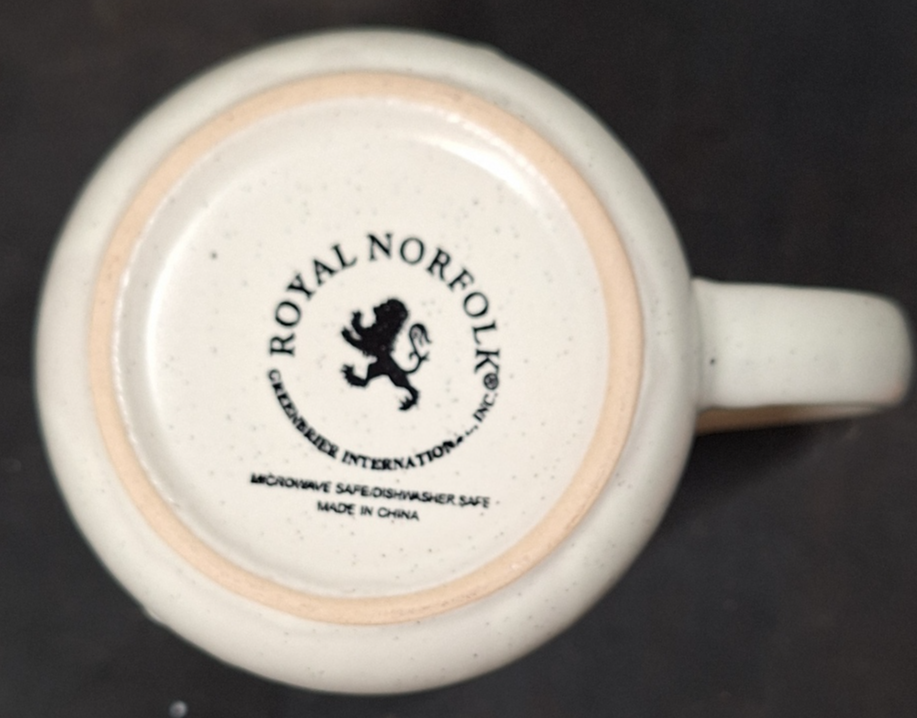 ROYAL NORFOLK®
GREENBRIER INTERNATIONAL, INC.
MICROWAVE SAFE/DISHWASHER SAFE
MADE IN CHINA